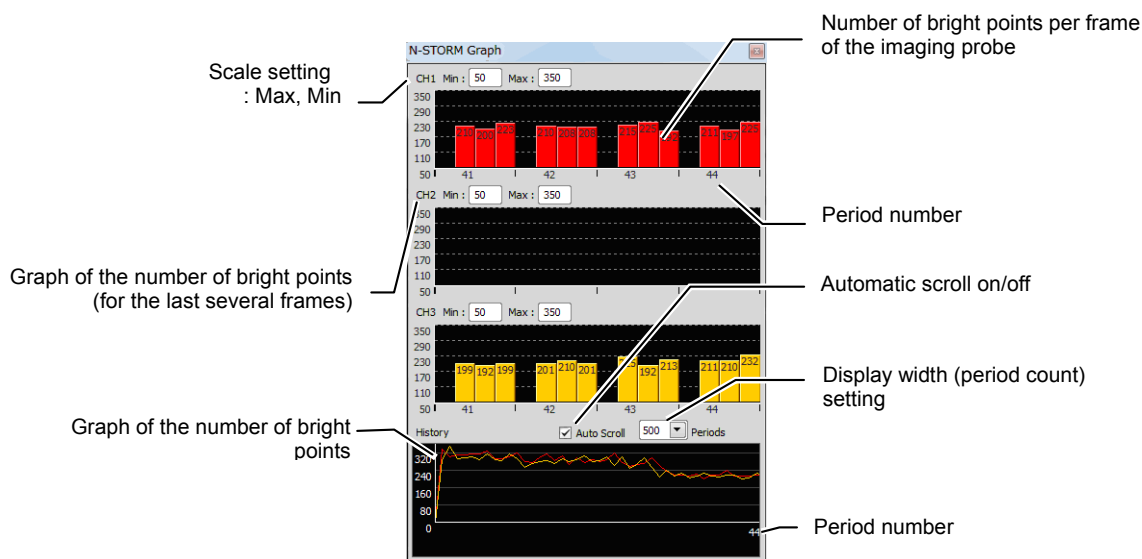 Number of bright points per frame
of the imaging probe
N-STORM Graph
Scale setting
: Max, Min
CH1 Min : 50 Max : 350
350
290
230
170
110
50
210 200 223 210 208 208 215 225 211 197 225
41 42 43 44
CH2 Min : 50 Max : 350
350
290
230
170
110
50
Period number
Graph of the number of bright points
(for the last several frames)
Automatic scroll on/off
CH3 Min : 50 Max : 350
350
290
230
170
110
50
199 192 199 201 210 201 192 213 211 210 232
41 42 43 44
Display width (period count)
setting
Graph of the number of bright
points
History Auto Scroll 500 Periods
320
240
160
80
0
44
Period number